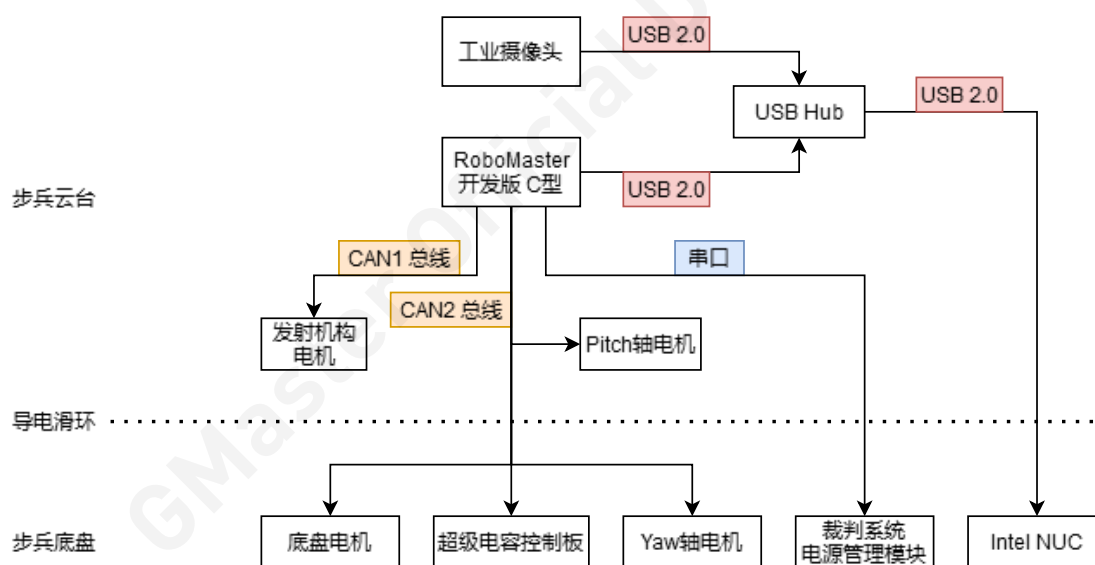 工业摄像头
USB 2.0
USB Hub
USB 2.0
RoboMaster
开发版 C型
USB 2.0
步兵云台
CAN1 总线
串口
CAN2 总线
发射机构
电机
Pitch轴电机
导电滑环
步兵底盘
底盘电机
超级电容控制板
Yaw轴电机
裁判系统
电源管理模块
Intel NUC
GMaster Official D